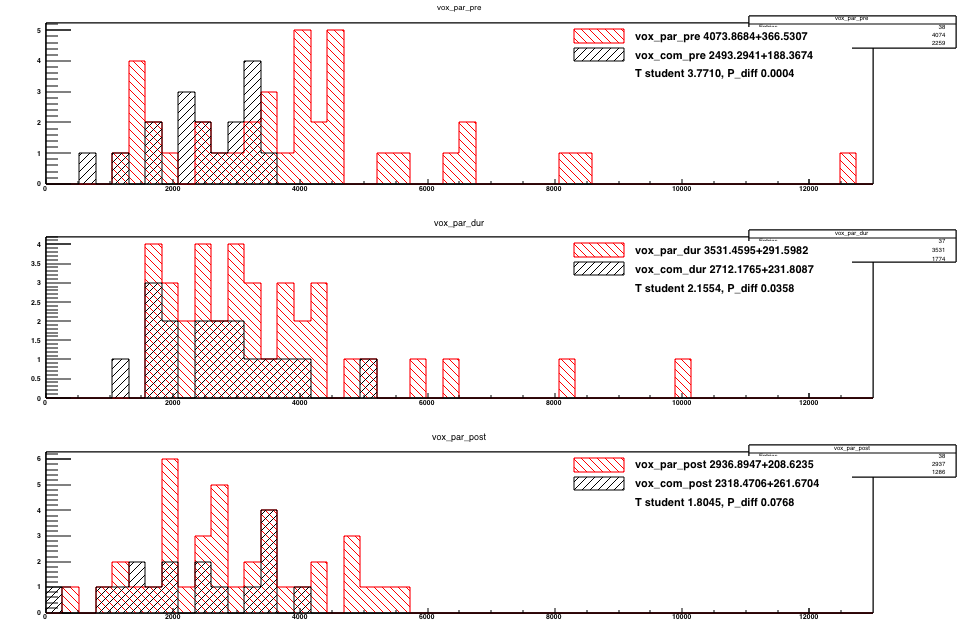 vox_par_pre
vox_par_pre
38
4074
2259
vox_par_pre 4073.8684+366.5307
vox_com_pre 2493.2941+188.3674
T student 3.7710, P_diff 0.0004
5
4
3
2
1
0
0 2000 4000 6000 8000 10000 12000
vox_par_dur
vox_par_dur
37
3531
1774
vox_par_dur 3531.4595+291.5982
vox_com_dur 2712.1765+231.8087
T student 2.1554, P_diff 0.0358
4
3.5
3
2.5
2
1.5
1
0.5
0
0 2000 4000 6000 8000 10000 12000
vox_par_post
vox_par_post
38
2937
1286
vox_par_post 2936.8947+208.6235
vox_com_post 2318.4706+261.6704
T student 1.8045, P_diff 0.0768
6
5
4
3
2
1
0
0 2000 4000 6000 8000 10000 12000